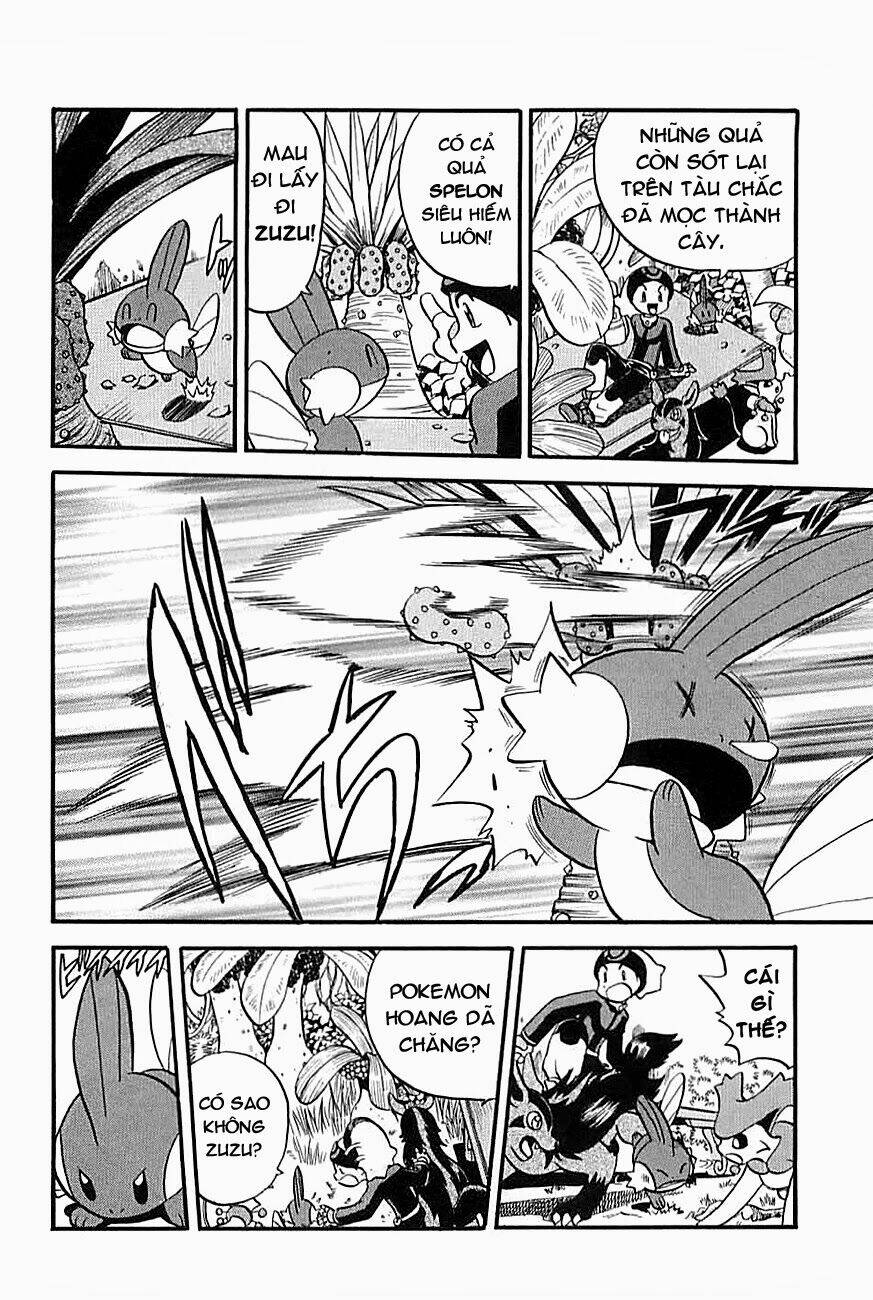 NHỮNG QUẢ
CÒN SÓT LẠI
TRÊN TÀU CHẮC
ĐÃ MỌC THÀNH
CÂY.
CÓ CẢ
QUẢ
SPELON
SIÊU HIẾM
LUÔN!
MAU
ĐI LẤY
ĐI
ZUZU!
CÁI
GÌ
THẾ?
POKEMON
HOANG DÃ
CHĂNG?
CÓ SAO
KHÔNG
ZUZU?